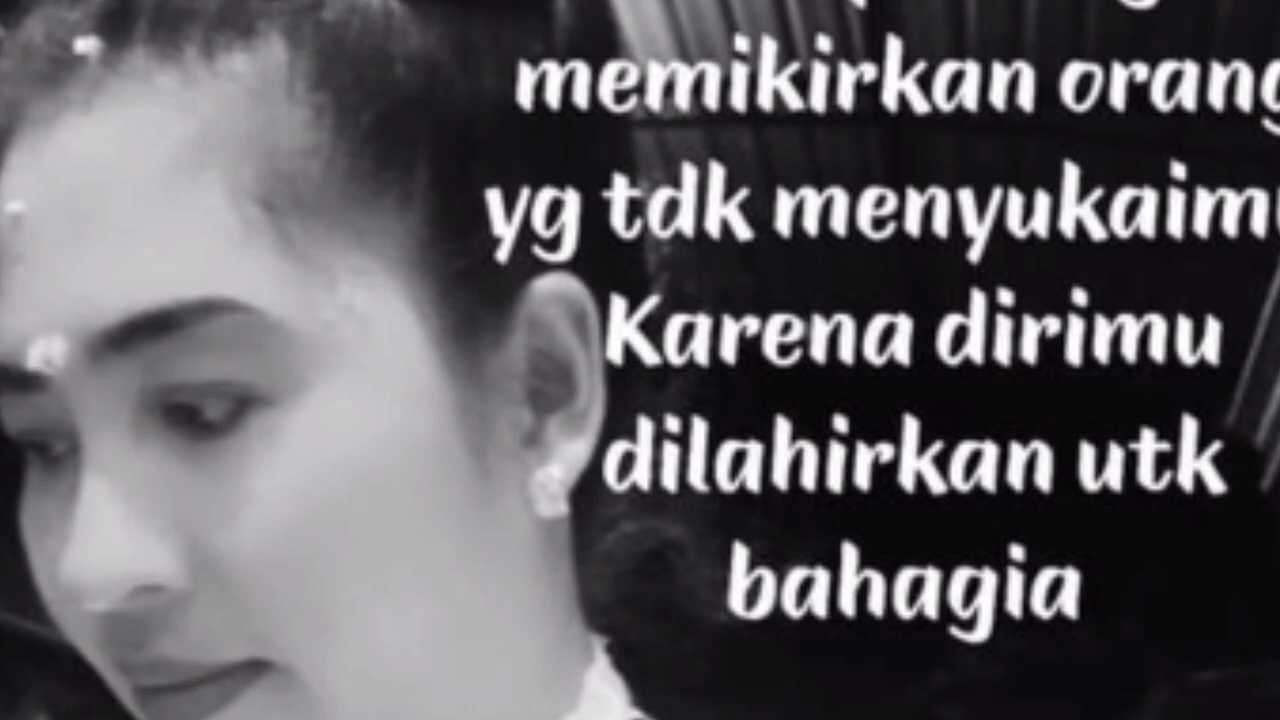 memikirkan orang
yg tdk menyukaimu
Karena dirimu
dilahirkan utk
bahagia